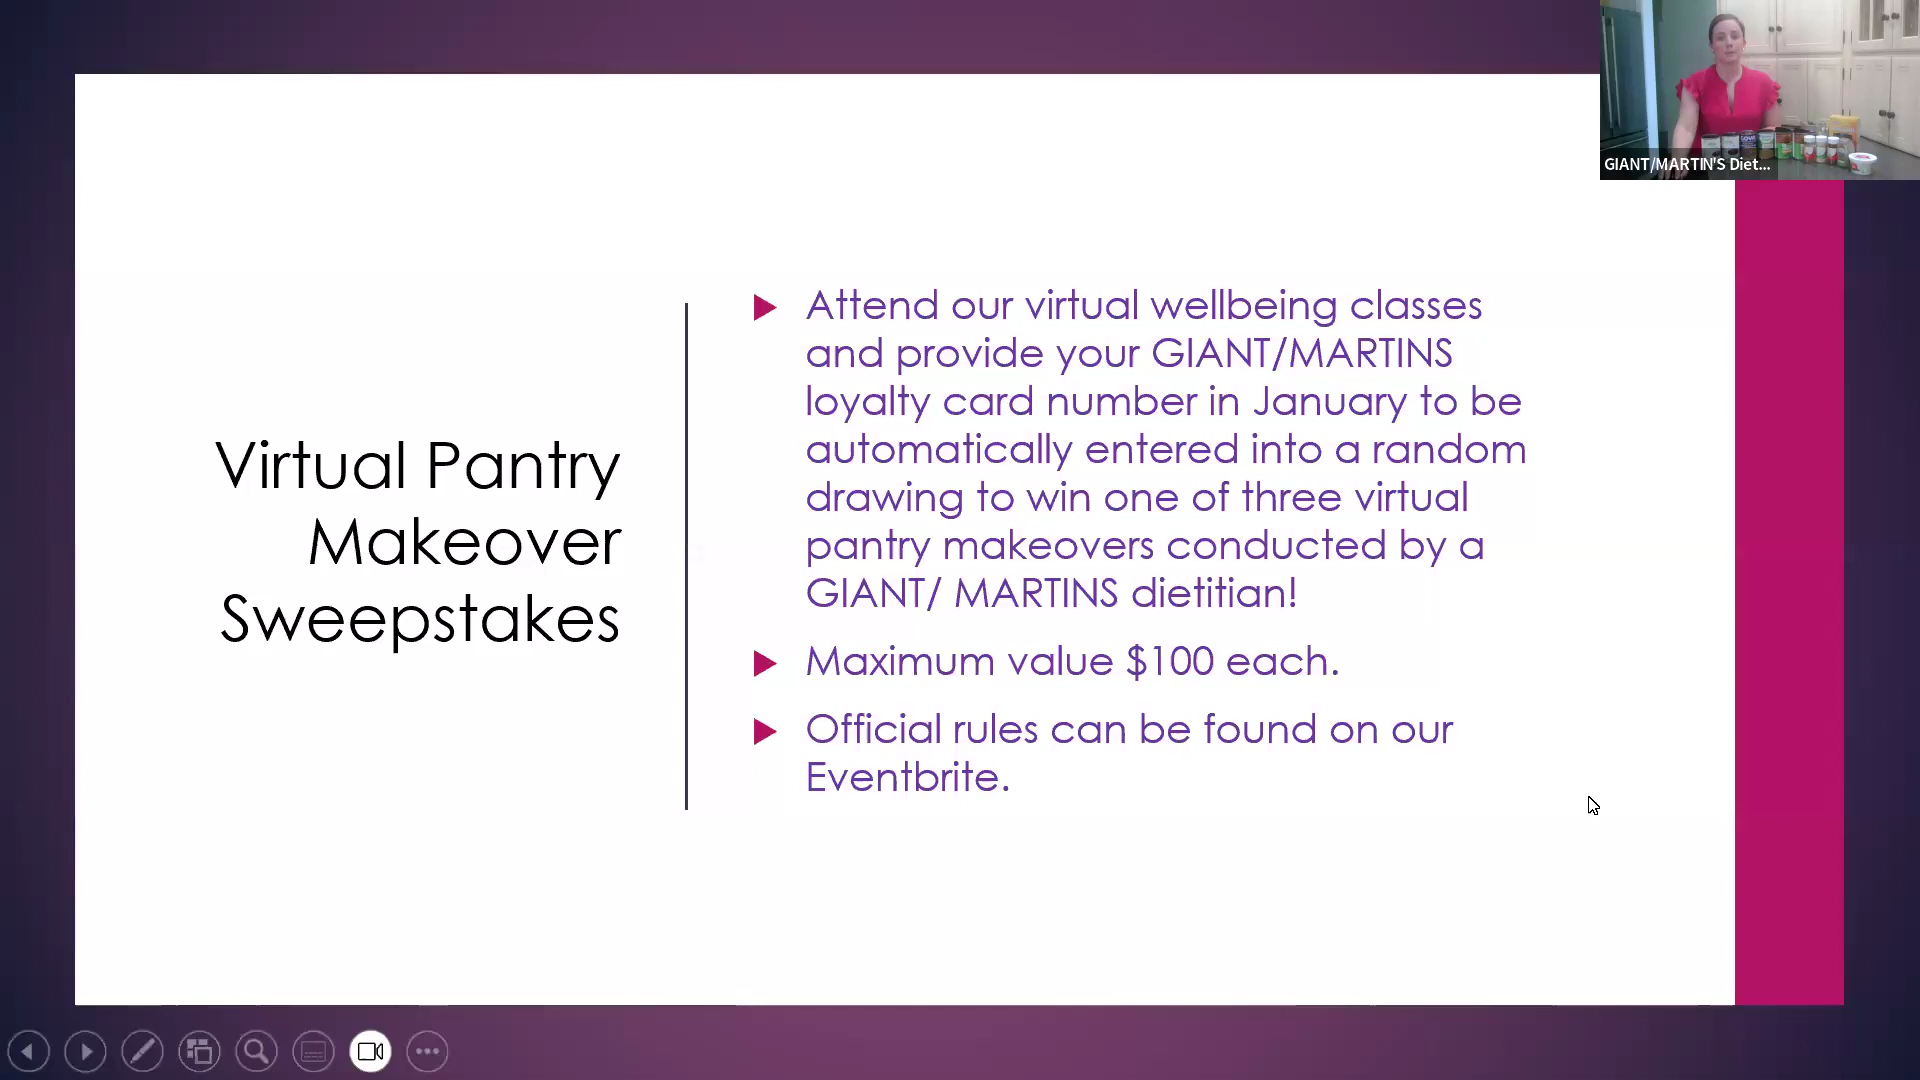 GIANT/MARTIN'S Diet...
Virtual Pantry
Makeover
Sweepstakes
Attend our virtual wellbeing classes
and provide your GIANT/MARTINS
loyalty card number in January to be
automatically entered into a random
drawing to win one of three virtual
pantry makeovers conducted by a
GIANT/ MARTINS dietitian!
Maximum value $100 each.
Official rules can be found on our
Eventbrite.